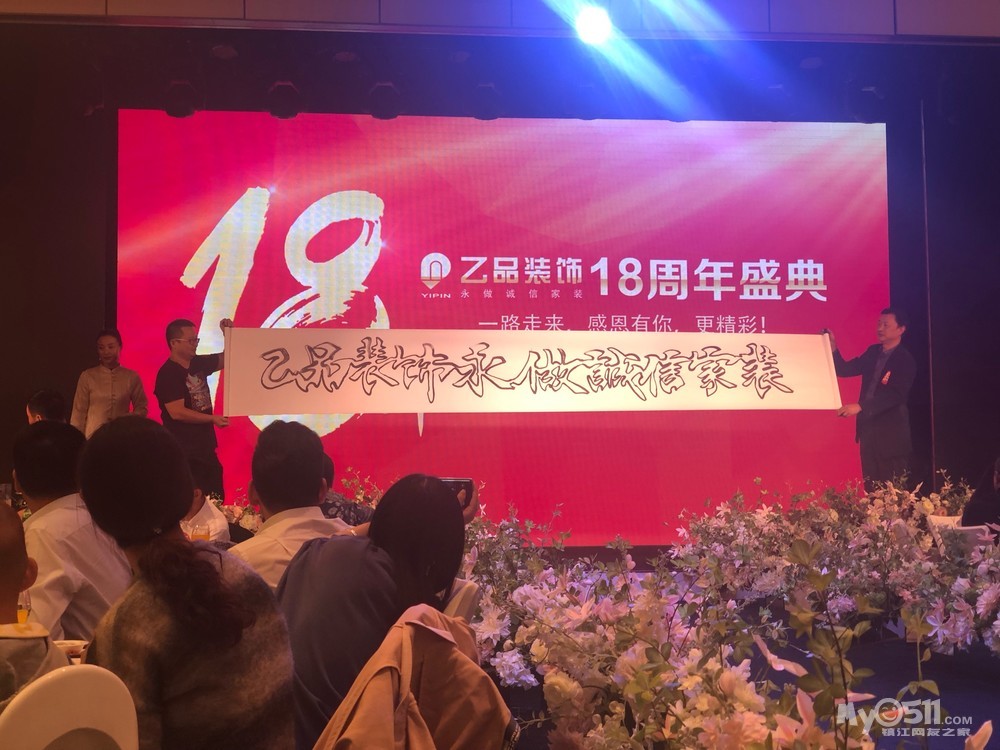 18
乙品装饰18周年盛典
YIPIN 永做诚信家装
一路走来，感恩有你，更精彩！
乙品装饰永做誠信家装
My0511.COM
镇江网友之家